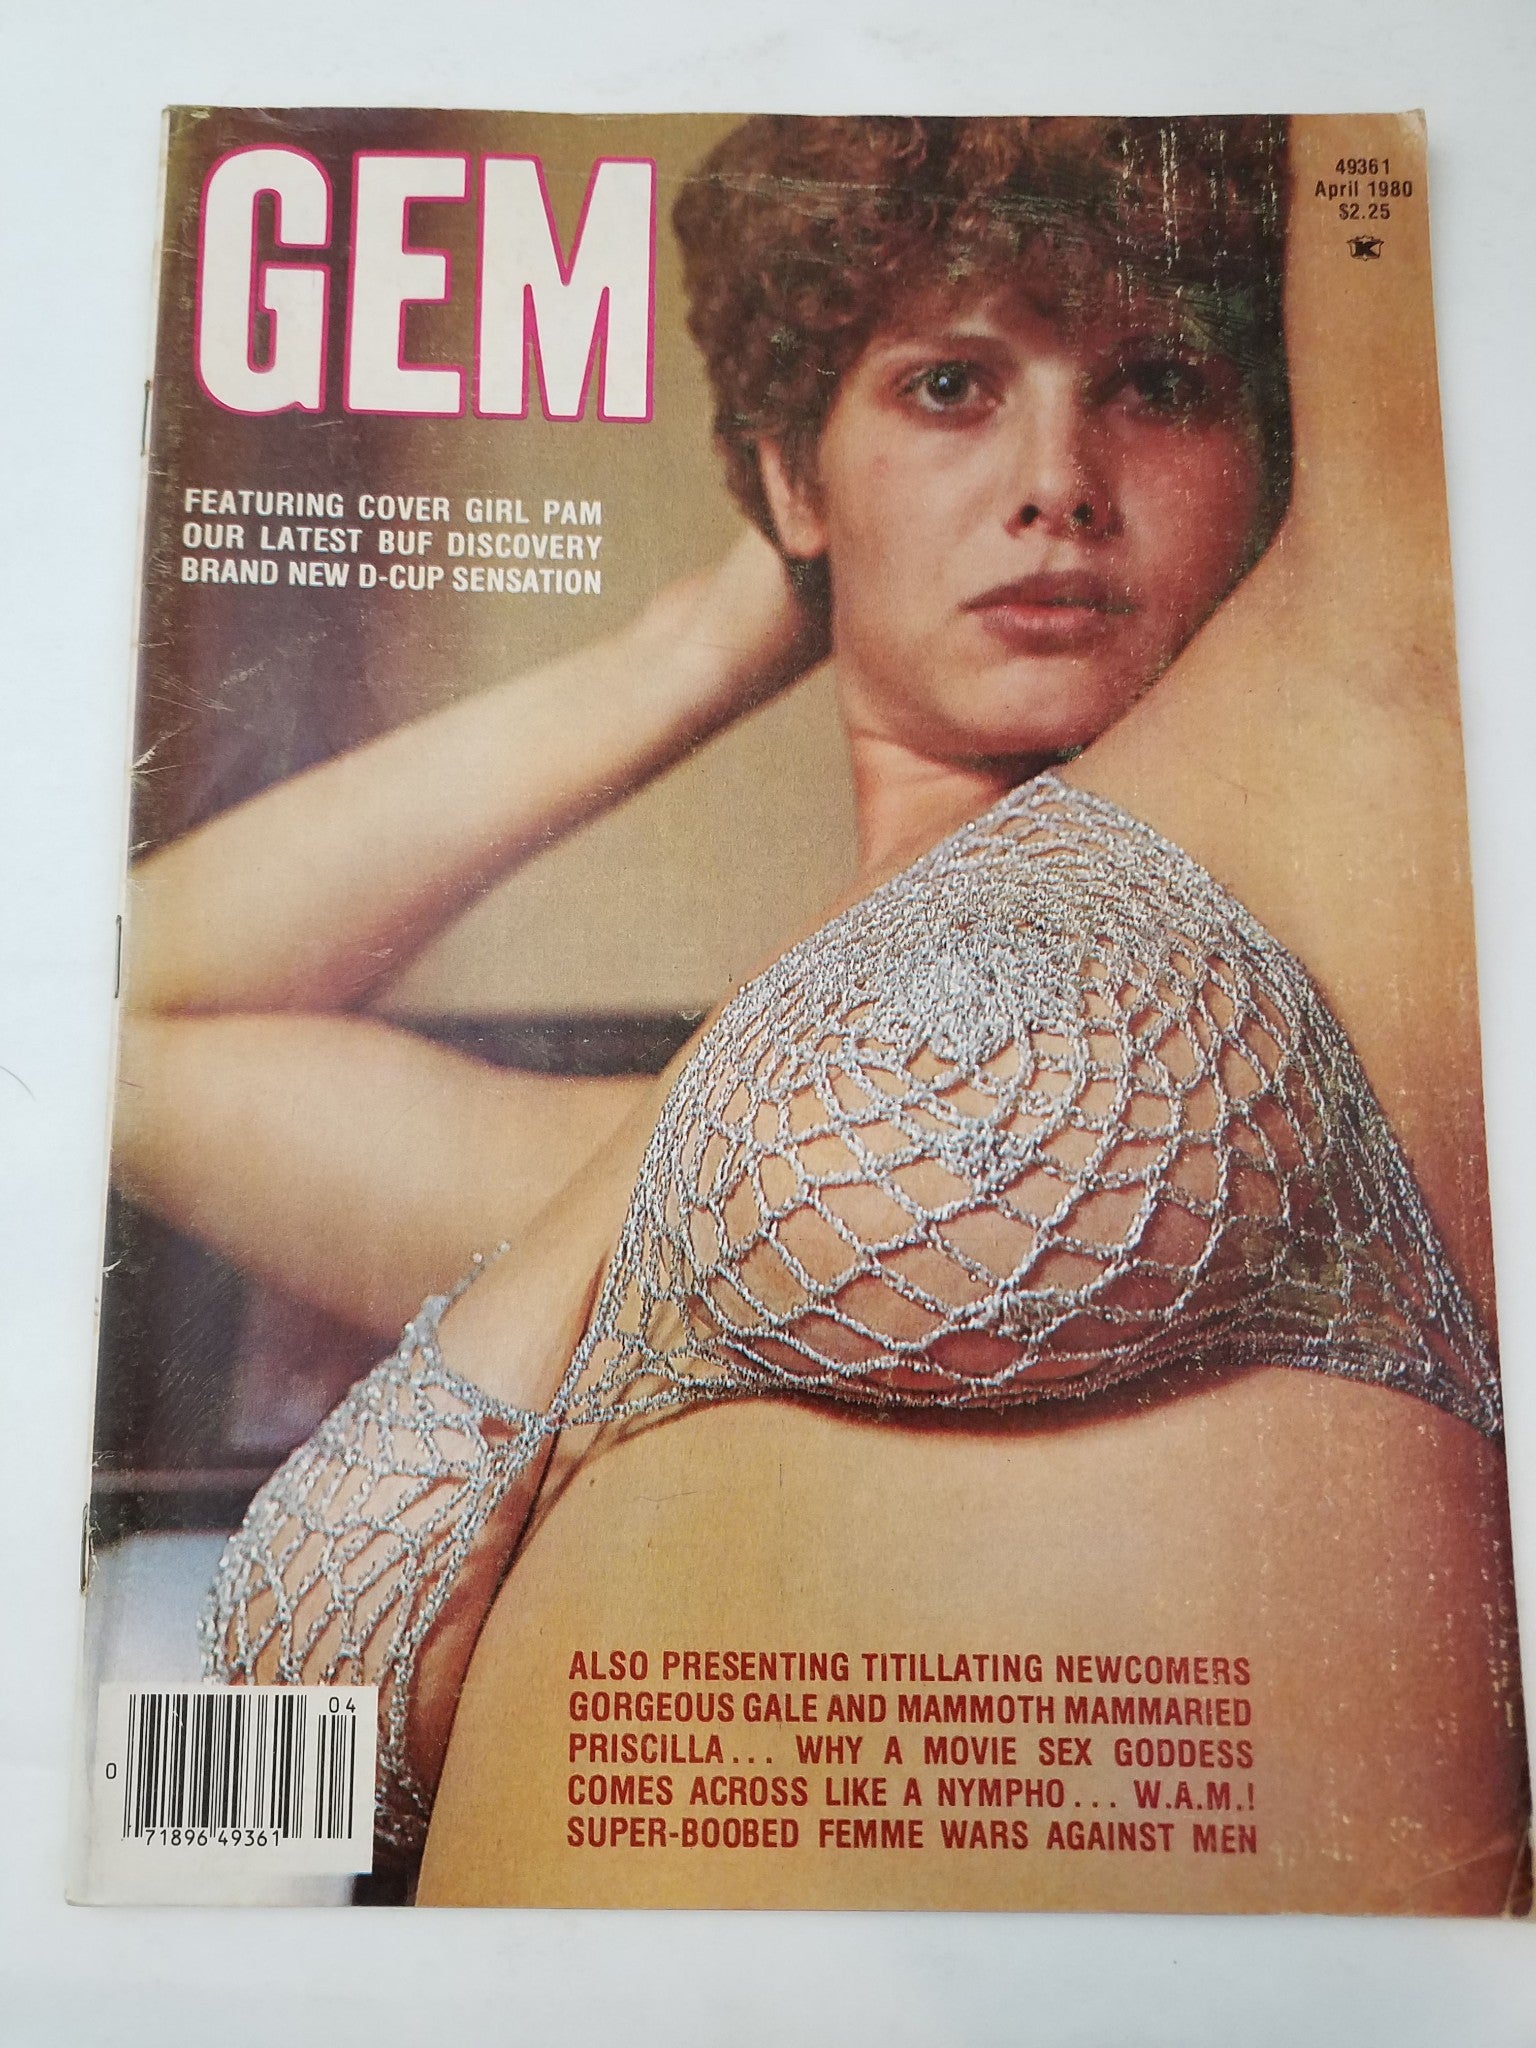 GEM
49361
April 1980
$2.25
K
FEATURING COVER GIRL PAM
OUR LATEST BUF DISCOVERY
BRAND NEW D-CUP SENSATION
ALSO PRESENTING TITILLATING NEWCOMERS
GORGEOUS GALE AND MAMMOTH MAMMARIED
PRISCILLA... WHY A MOVIE SEX GODDESS
COMES ACROSS LIKE A NYMPHO... W.A.M.!
SUPER-BOOBED FEMME WARS AGAINST MEN
04
0
71896 49361